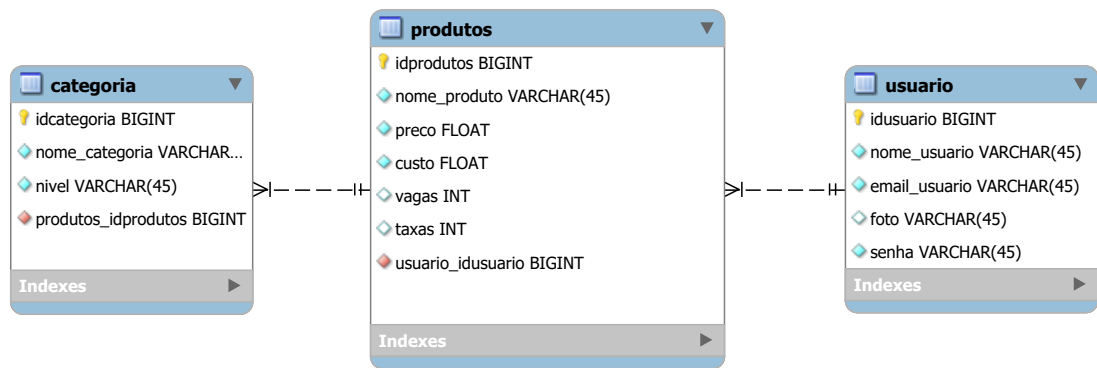 categoria
idcategoria BIGINT
nome_categoria VARCHAR...
nivel VARCHAR(45)
produtos_idprodutos BIGINT
Indexes
produtos
idprodutos BIGINT
nome_produto VARCHAR(45)
preco FLOAT
custo FLOAT
vagas INT
taxas INT
usuario_idusuario BIGINT
Indexes
usuario
idusuario BIGINT
nome_usuario VARCHAR(45)
email_usuario VARCHAR(45)
foto VARCHAR(45)
senha VARCHAR(45)
Indexes